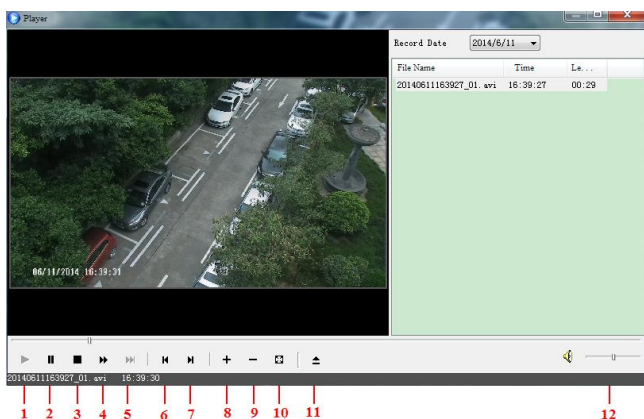 Player
Record Date 2014/6/11
File Name Time Le...
20140611163927_01.avi 16:39:27 00:29
06/11/2014 16:39:31
20140611163927_01.avi 16:39:30
1 2 3 4 5 6 7 8 9 10 11 12